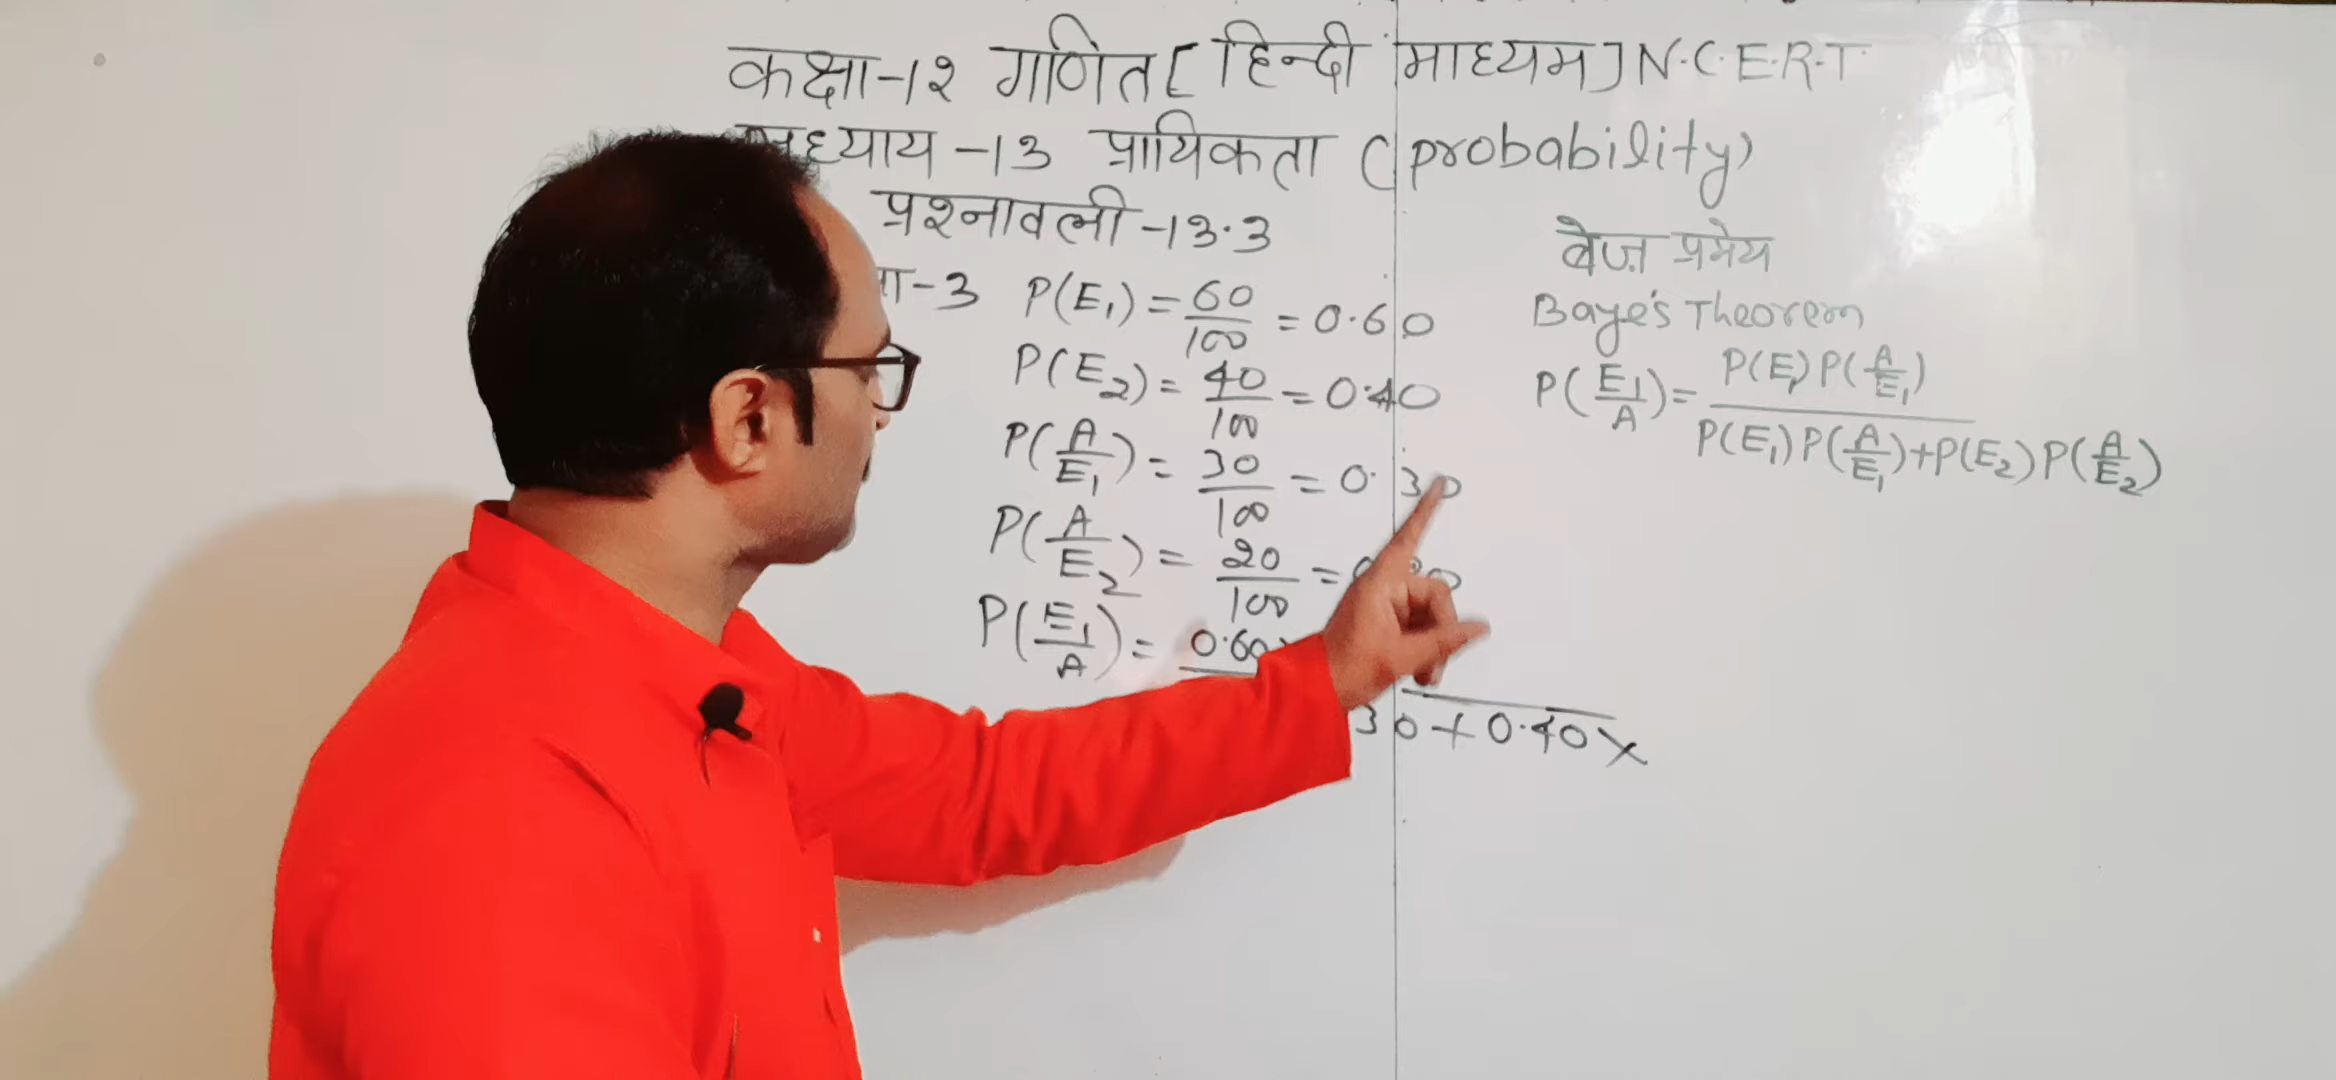 कक्षा-१२ गणित [हिन्दी माध्यम] N.C.E.R.T
-13 प्रायिकता (probability)
प्रश्नावली -13.3
-3 P(E₁) = 60/100 = 0.60
P(E₂) = 40/100 = 0.40
P(A/E₁) = 30/100 = 0.30
P(A/E₂) = 20/100 =
P(E₁/A) = 0.60
30 + 0.40 ×
बेज़ प्रमेय
Baye's Theorem
P(E₁/A) = P(E₁) P(A/E₁)
P(E₁) P(A/E₁) + P(E₂) P(A/E₂)